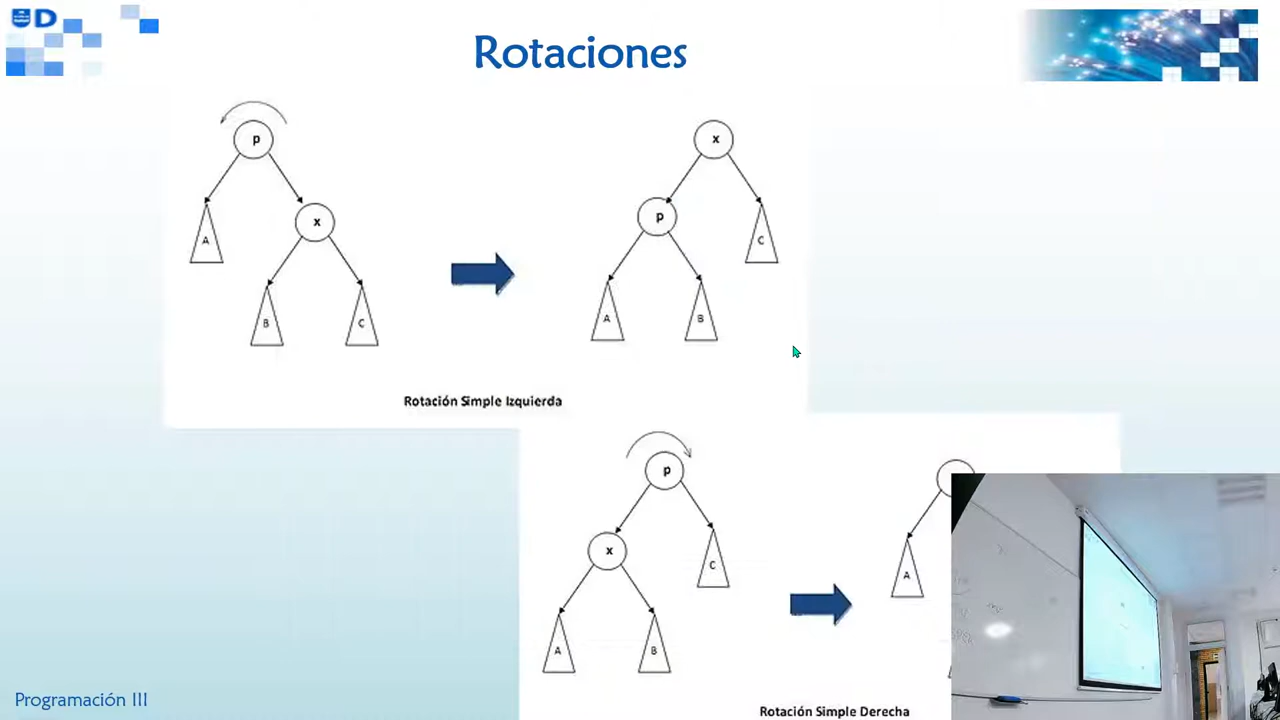 Rotaciones
p
x
A
B
C
x
p
C
A
B
Rotación Simple Izquierda
p
x
C
A
B
A
Rotación Simple Derecha
Programación III